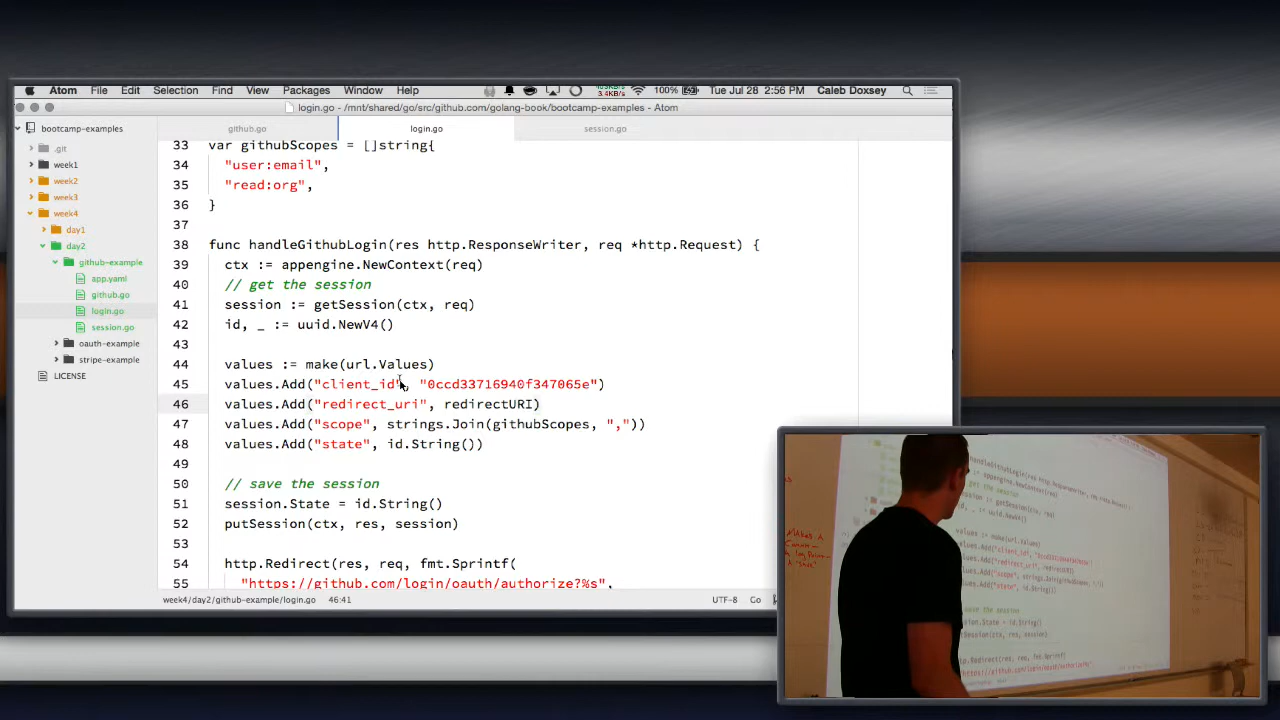 Atom File Edit Selection Find View Packages Window Help 3.4KB/s 100% Tue Jul 28 2:56 PM Caleb Doxsey
login.go - /mnt/shared/go/src/github.com/golang-book/bootcamp-examples - Atom
bootcamp-examples
github.go login.go session.go
.git
week1
week2
week3
week4
day1
day2
github-example
app.yaml
github.go
login.go
session.go
oauth-example
stripe-example
LICENSE
33 var githubScopes = []string{
34 "user:email",
35 "read:org",
36 }
37
38 func handleGithubLogin(res http.ResponseWriter, req *http.Request) {
39 ctx := appengine.NewContext(req)
40 // get the session
41 session := getSession(ctx, req)
42 id, _ := uuid.NewV4()
43
44 values := make(url.Values)
45 values.Add("client_id", "0ccd33716940f347065e")
46 values.Add("redirect_uri", redirectURI)
47 values.Add("scope", strings.Join(githubScopes, ","))
48 values.Add("state", id.String())
49
50 // save the session
51 session.State = id.String()
52 putSession(ctx, res, session)
53
54 http.Redirect(res, req, fmt.Sprintf(
55 "https://github.com/login/oauth/authorize?%s",
week4/day2/github-example/login.go 46:41 UTF-8 Go